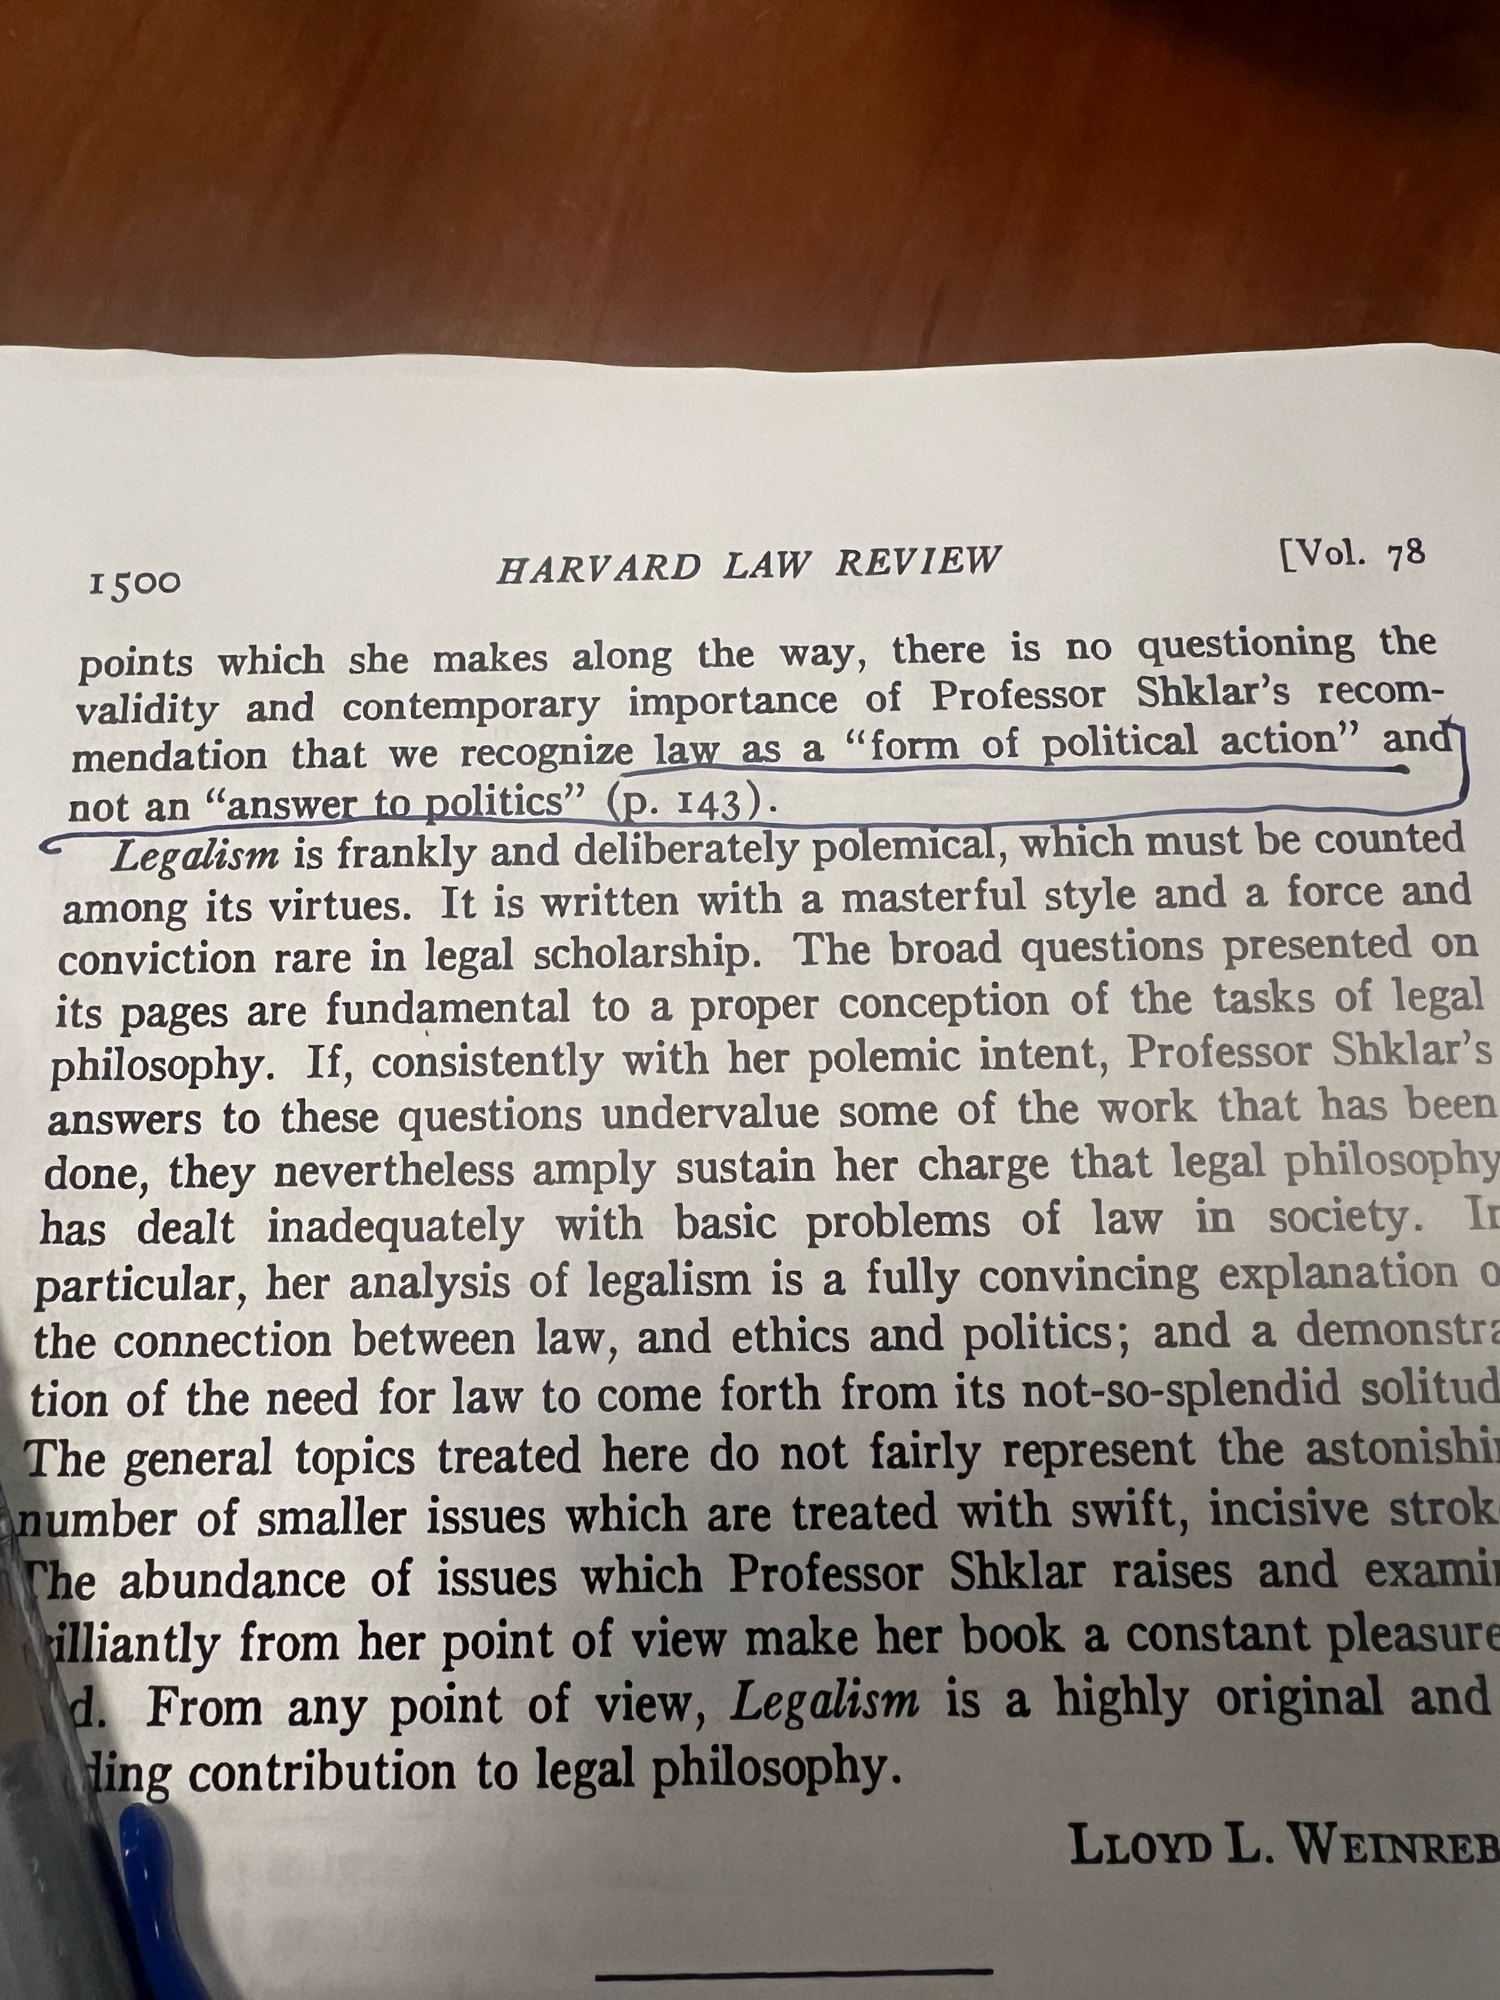 1500 HARVARD LAW REVIEW [Vol. 78
points which she makes along the way, there is no questioning the
validity and contemporary importance of Professor Shklar's recom-
mendation that we recognize law as a "form of political action" and
not an "answer to politics" (p. 143).
Legalism is frankly and deliberately polemical, which must be counted
among its virtues. It is written with a masterful style and a force and
conviction rare in legal scholarship. The broad questions presented on
its pages are fundamental to a proper conception of the tasks of legal
philosophy. If, consistently with her polemic intent, Professor Shklar's
answers to these questions undervalue some of the work that has been
done, they nevertheless amply sustain her charge that legal philosophy
has dealt inadequately with basic problems of law in society.
particular, her analysis of legalism is a fully convincing explanation
the connection between law, and ethics and politics; and a demonstra
tion of the need for law to come forth from its not-so-splendid solitud
The general topics treated here do not fairly represent the astonishi
number of smaller issues which are treated with swift, incisive strok
The abundance of issues which Professor Shklar raises and exami
illiantly from her point of view make her book a constant pleasure
d. From any point of view, Legalism is a highly original and
ding contribution to legal philosophy.
LLOYD L. WEINREB